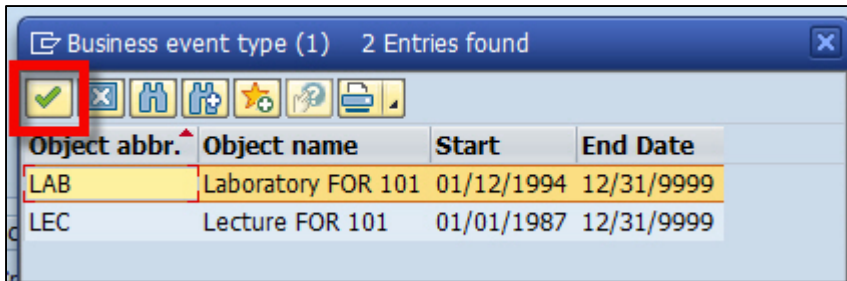 Business event type (1) 2 Entries found
Object abbr. Object name Start End Date
LAB Laboratory FOR 101 01/12/1994 12/31/9999
LEC Lecture FOR 101 01/01/1987 12/31/9999